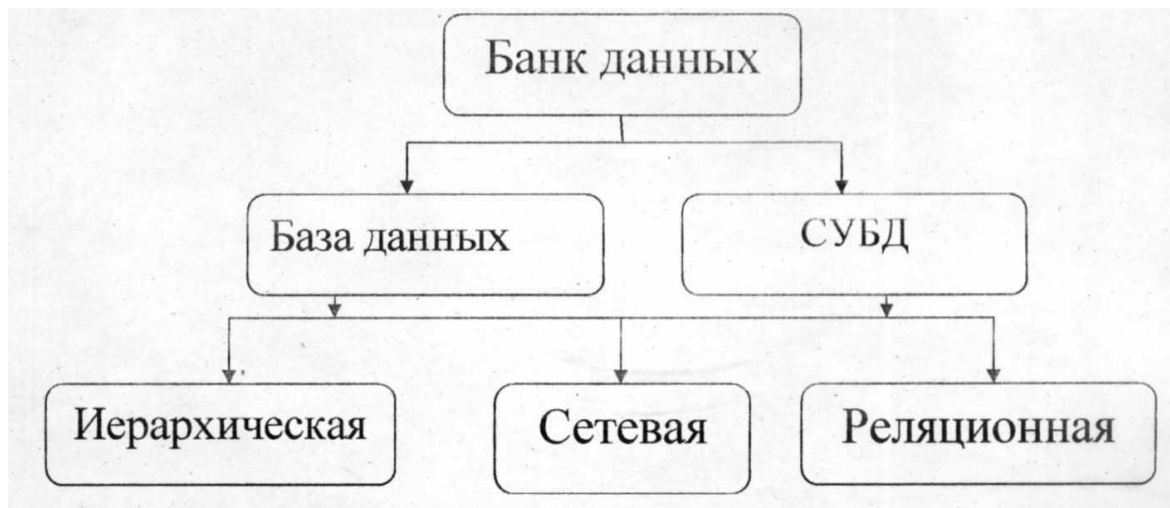 Банк данных
База данных
СУБД
Иерархическая
Сетевая
Реляционная